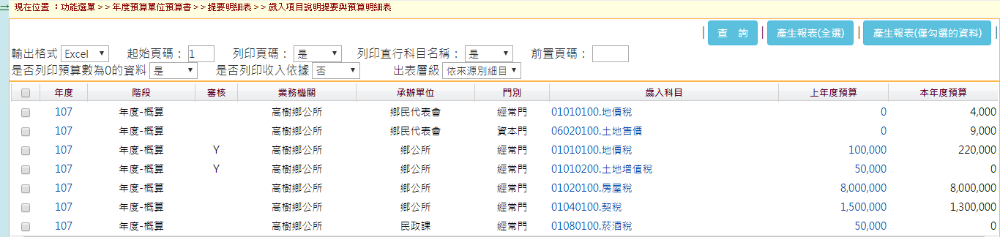 現在位置 ：功能選單 > > 年度預算單位預算書 > > 提要明細表 > > 歲入項目說明提要與預算明細表
查 詢 產生報表(全選) 產生報表(僅勾選的資料)
輸出格式 Excel 起始頁碼： 1 列印頁碼： 是 列印直行科目名稱： 是 前置頁碼：
是否列印預算數為0的資料 是 是否列印收入依據 否 出表層級 依來源別細目
年度 階段 審核 業務機關 承辦單位 門別 歲入科目 上年度預算 本年度預算
107 年度-概算 高樹鄉公所 鄉民代表會 經常門 01010100.地價稅 0 4,000
107 年度-概算 高樹鄉公所 鄉民代表會 資本門 06020100.土地售價 0 9,000
107 年度-概算 Y 高樹鄉公所 鄉公所 經常門 01010100.地價稅 100,000 220,000
107 年度-概算 Y 高樹鄉公所 鄉公所 經常門 01010200.土地增值稅 50,000 0
107 年度-概算 高樹鄉公所 鄉公所 經常門 01020100.房屋稅 8,000,000 8,000,000
107 年度-概算 高樹鄉公所 鄉公所 經常門 01040100.契稅 1,500,000 1,300,000
107 年度-概算 高樹鄉公所 民政課 經常門 01080100.菸酒稅 50,000 0